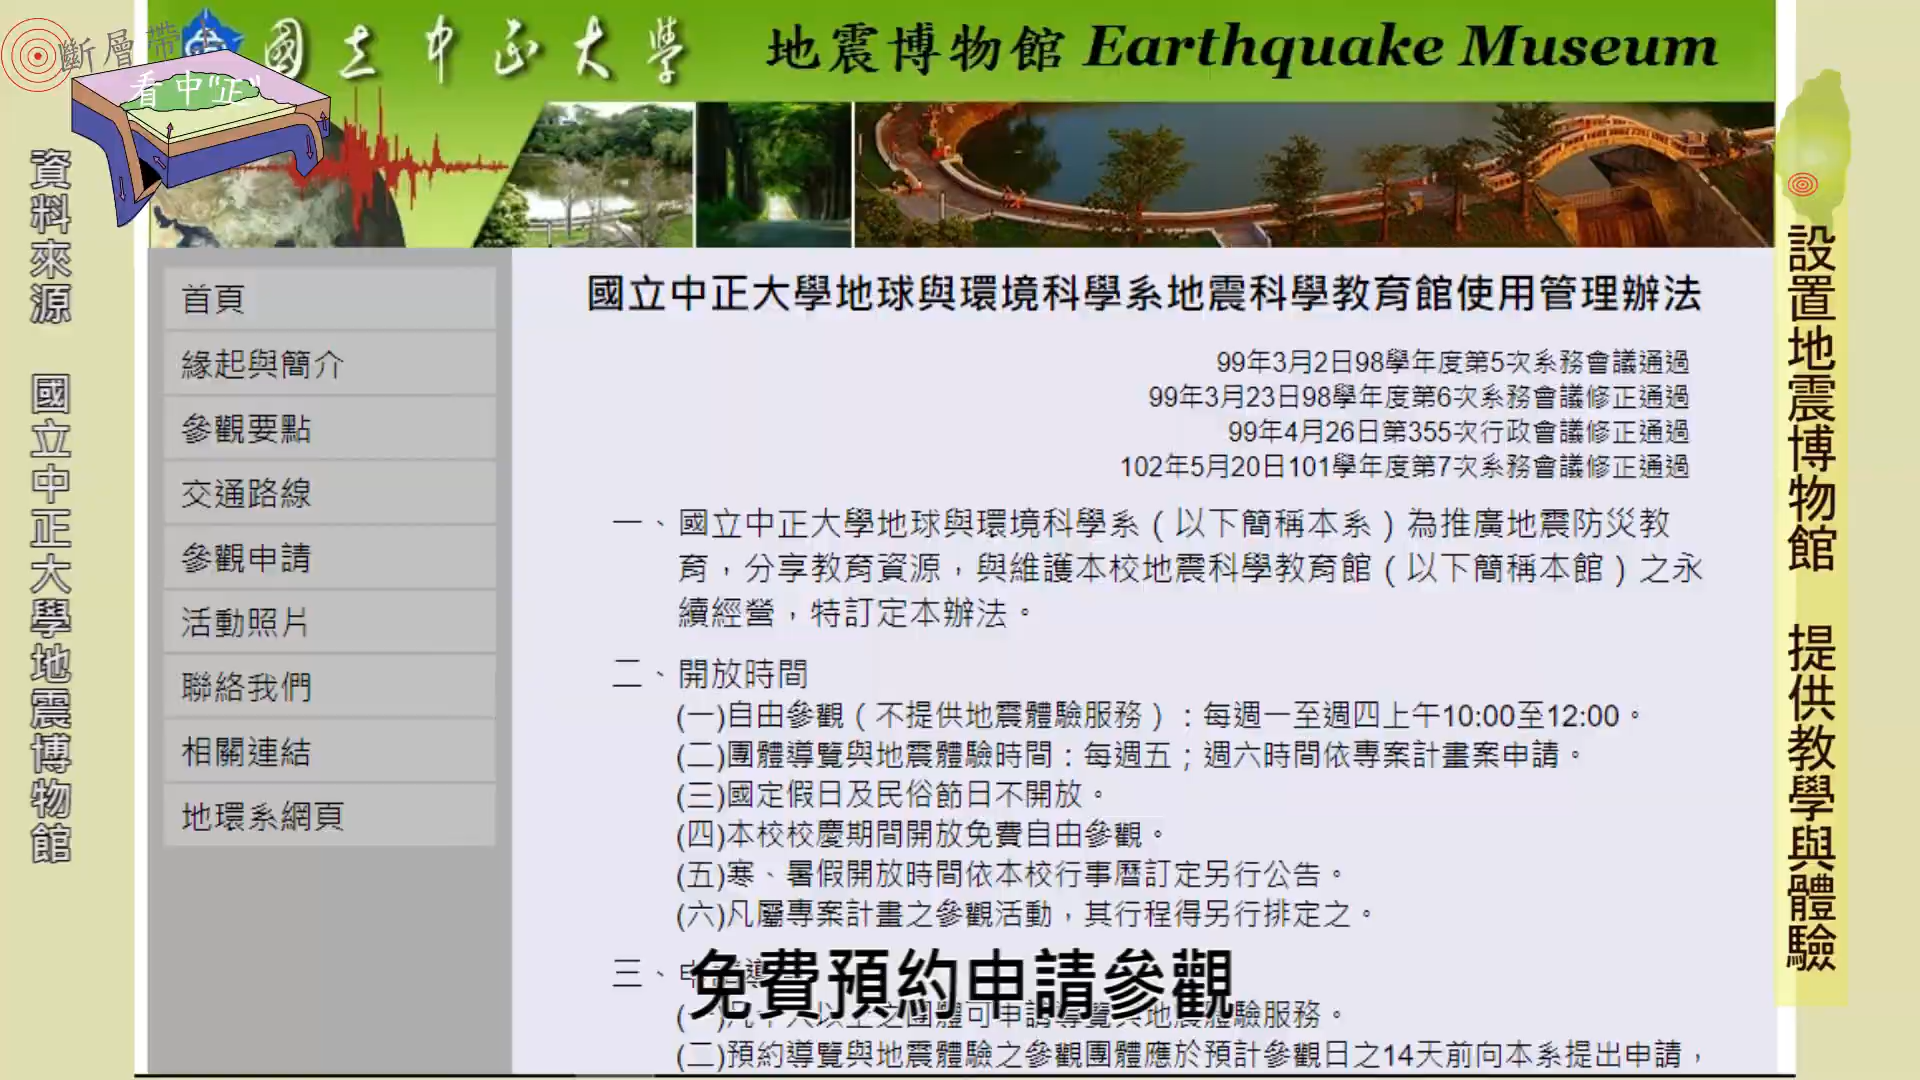 斷層帶上
看中"正"
國立中正大學
地震博物館 Earthquake Museum
資料來源 國立中正大學地震博物館
首頁
緣起與簡介
參觀要點
交通路線
參觀申請
活動照片
聯絡我們
相關連結
地環系網頁
國立中正大學地球與環境科學系地震科學教育館使用管理辦法
99年3月2日98學年度第5次系務會議通過
99年3月23日98學年度第6次系務會議修正通過
99年4月26日第355次行政會議修正通過
102年5月20日101學年度第7次系務會議修正通過
一、國立中正大學地球與環境科學系（以下簡稱本系）為推廣地震防災教
育，分享教育資源，與維護本校地震科學教育館（以下簡稱本館）之永
續經營，特訂定本辦法。
二、開放時間
(一)自由參觀（不提供地震體驗服務）：每週一至週四上午10:00至12:00。
(二)團體導覽與地震體驗時間：每週五；週六時間依專案計畫案申請。
(三)國定假日及民俗節日不開放。
(四)本校校慶期間開放免費自由參觀。
(五)寒、暑假開放時間依本校行事曆訂定另行公告。
(六)凡屬專案計畫之參觀活動，其行程得另行排定之。
三、
免費預約申請參觀
(一)凡十人以上之團體可申請導覽與地震體驗服務。
(二)預約導覽與地震體驗之參觀團體應於預計參觀日之14天前向本系提出申請，
設置地震博物館 提供教學與體驗